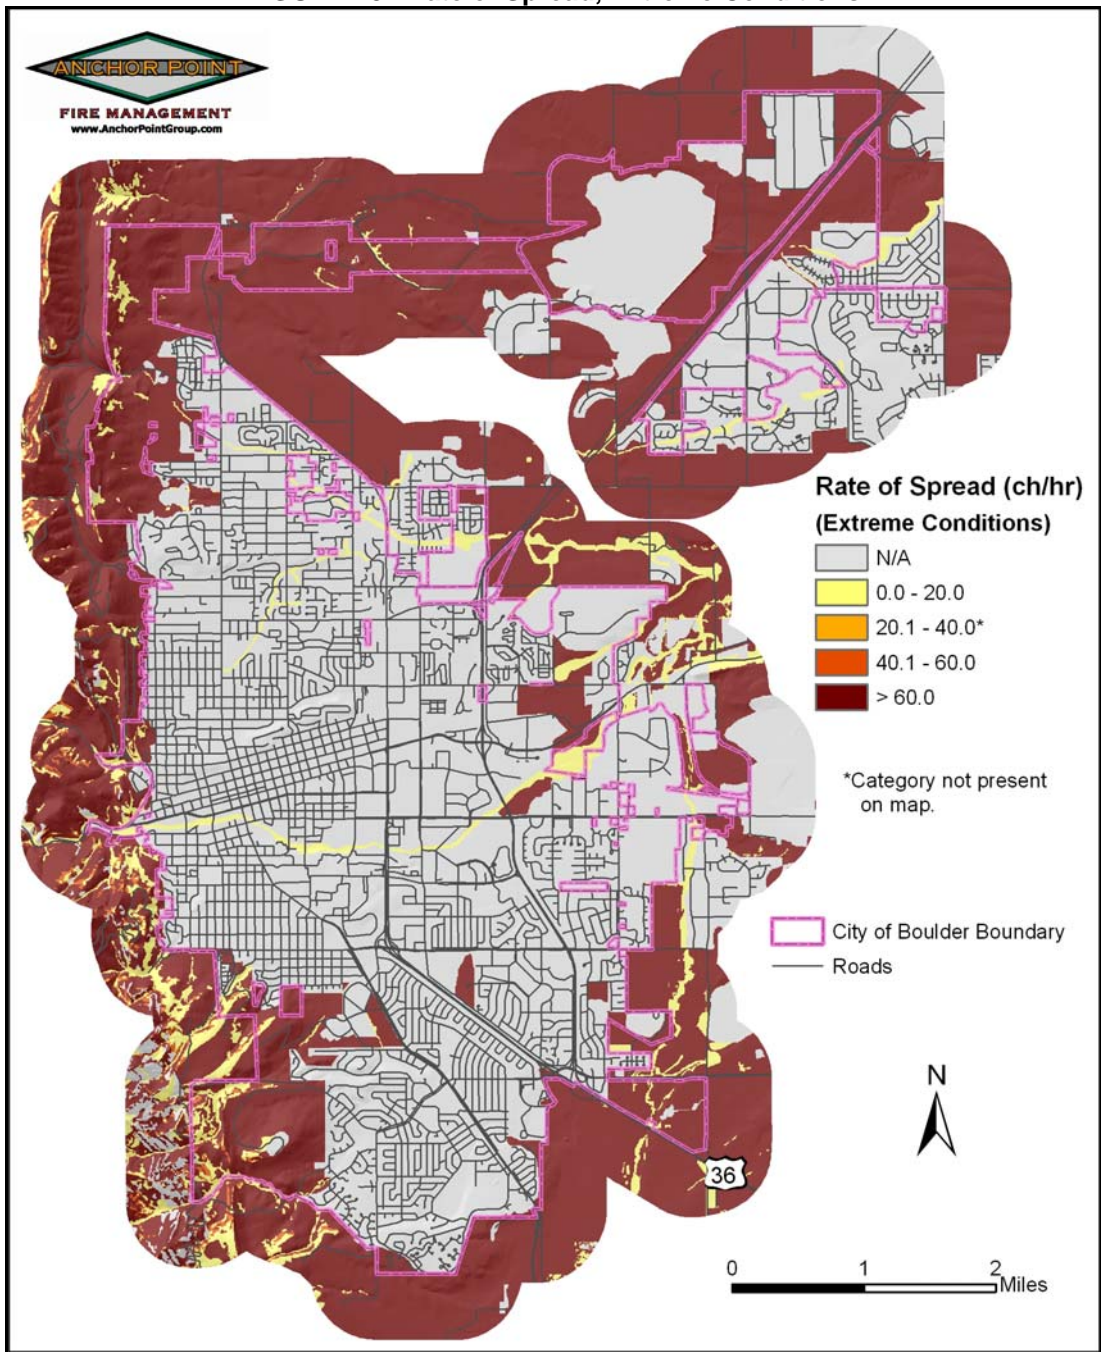 ANCHOR POINT
FIRE MANAGEMENT
www.AnchorPointGroup.com
Rate of Spread (ch/hr)
(Extreme Conditions)
N/A
0.0 - 20.0
20.1 - 40.0*
40.1 - 60.0
> 60.0
*Category not present
on map.
City of Boulder Boundary
Roads
N
36
0 1 2
Miles